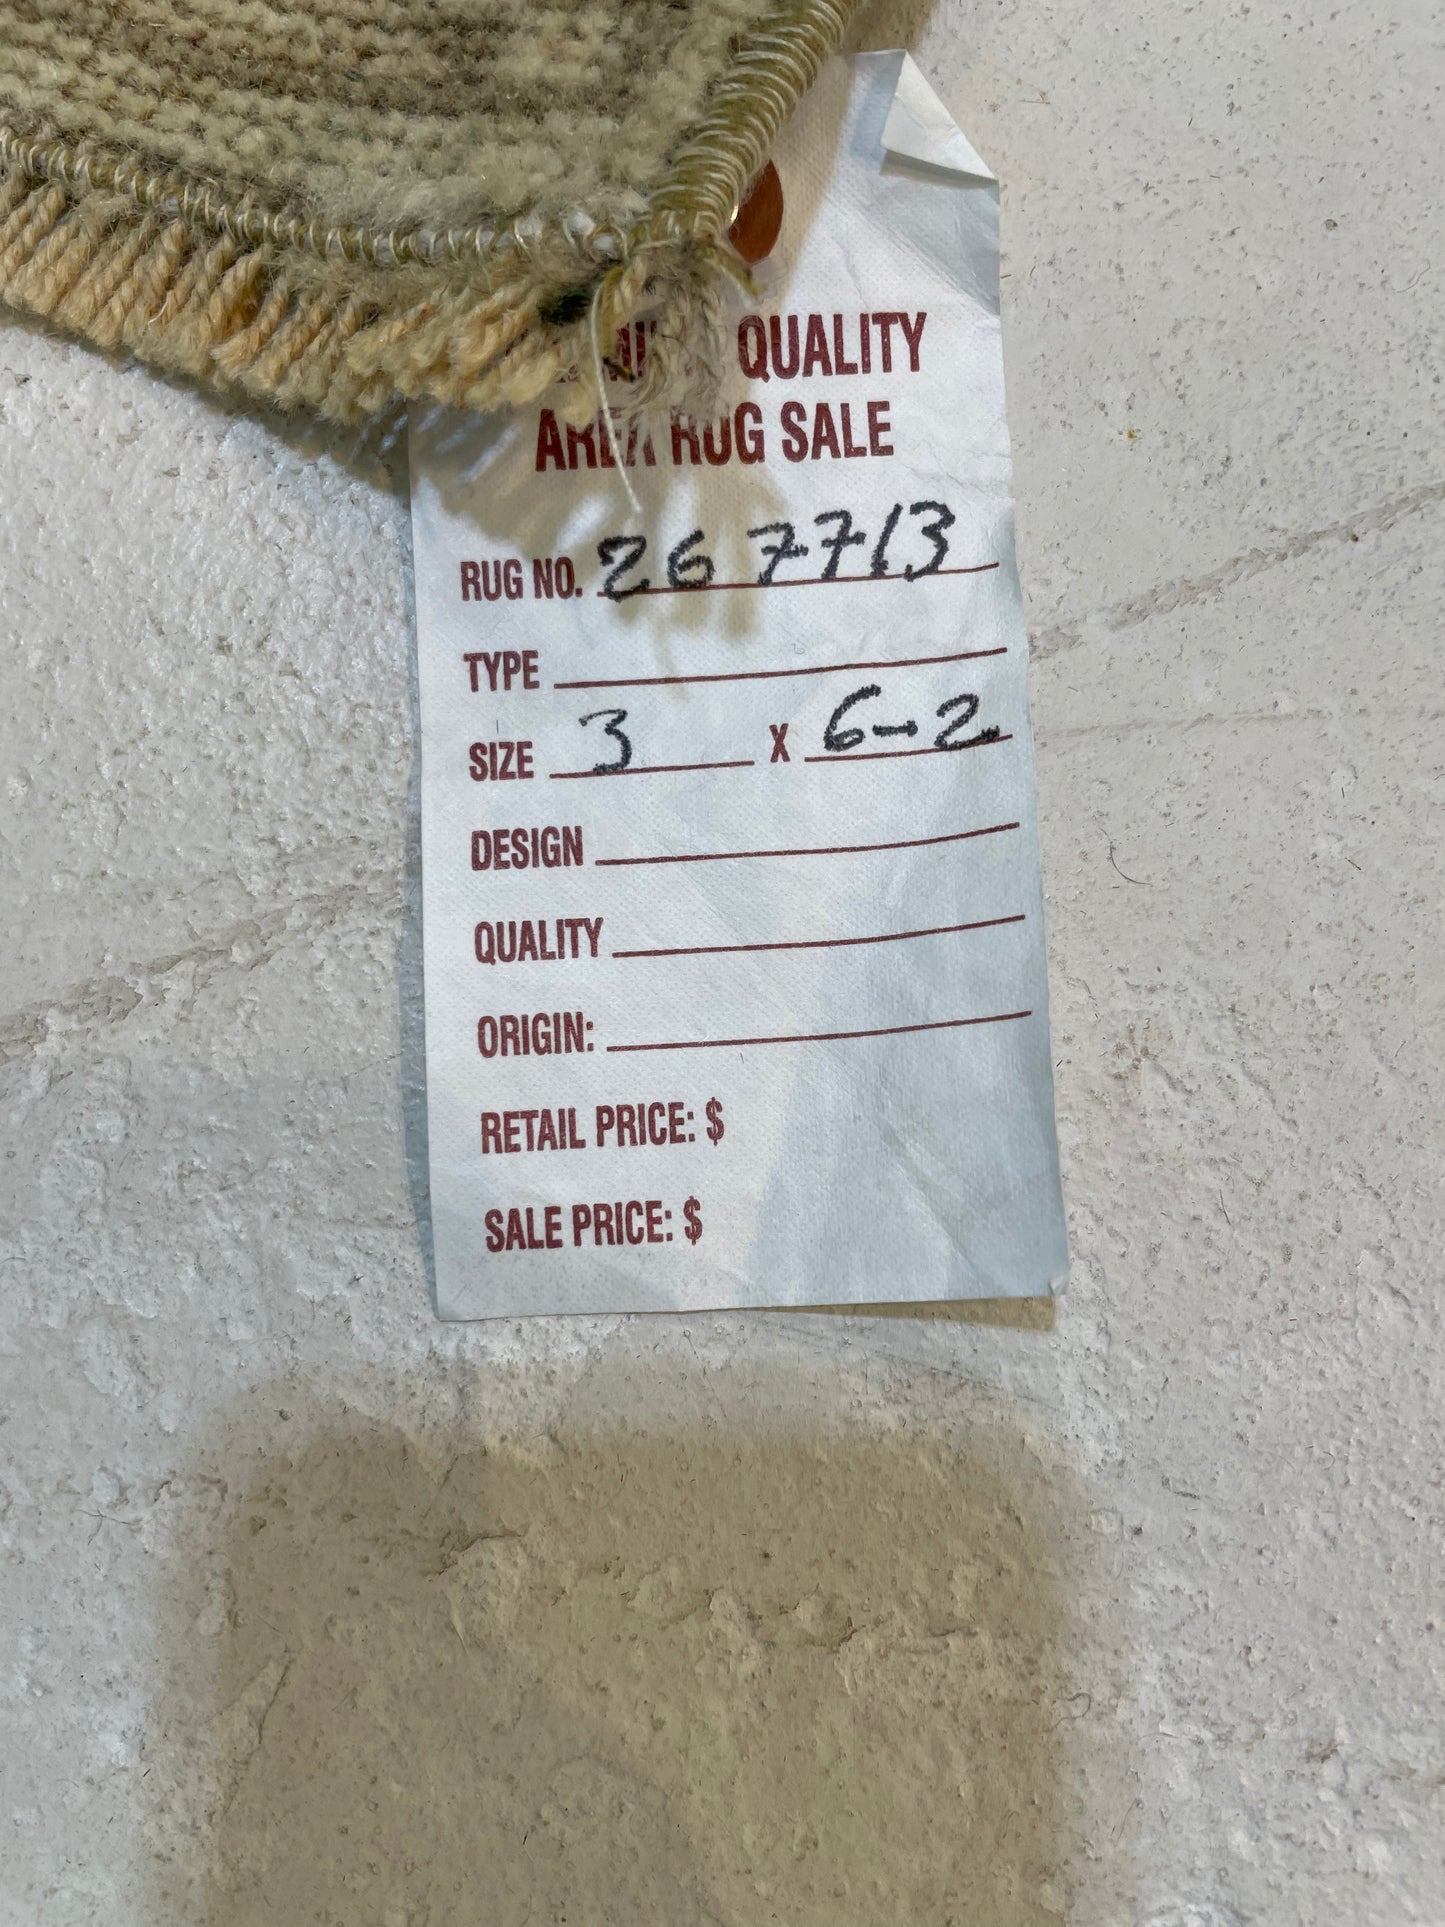 QUALITY
AREA RUG SALE
RUG NO. 267713
TYPE
SIZE 3 X 6-2
DESIGN
QUALITY
ORIGIN:
RETAIL PRICE: $
SALE PRICE: $